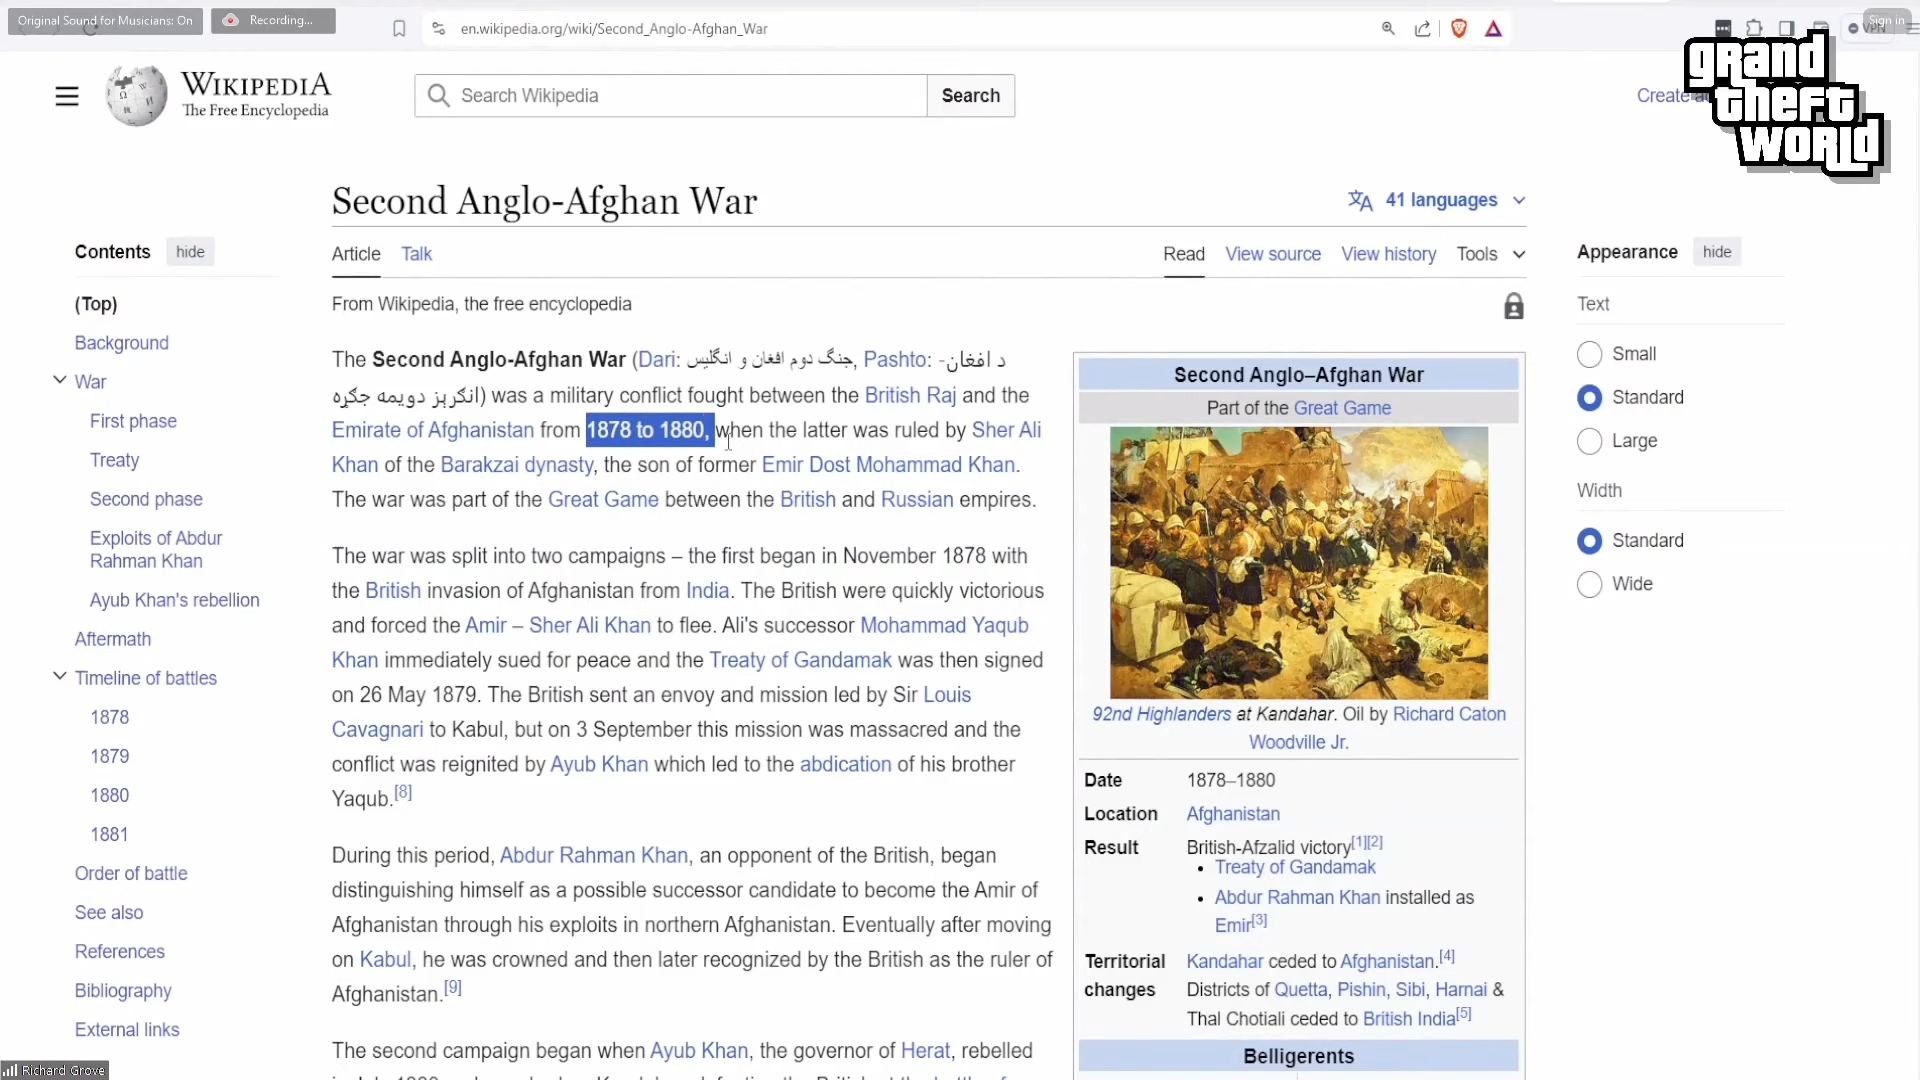 Original Sound for Musicians: On
Recording...
en.wikipedia.org/wiki/Second_Anglo-Afghan_War
VPN
Sign in
WIKIPEDIA
The Free Encyclopedia
Search Wikipedia
Search
Create
grand
theft
world
Second Anglo-Afghan War
41 languages
Contents
hide
(Top)
Background
War
First phase
Treaty
Second phase
Exploits of Abdur
Rahman Khan
Ayub Khan's rebellion
Aftermath
Timeline of battles
1878
1879
1880
1881
Order of battle
See also
References
Bibliography
External links
Article
Talk
Read
View source
View history
Tools
From Wikipedia, the free encyclopedia
The Second Anglo-Afghan War (Dari: جنگ دوم افغان و انگلیس, Pashto: د افغان-
انګرېز دويمه جګړه) was a military conflict fought between the British Raj and the
Emirate of Afghanistan from 1878 to 1880, when the latter was ruled by Sher Ali
Khan of the Barakzai dynasty, the son of former Emir Dost Mohammad Khan.
The war was part of the Great Game between the British and Russian empires.
The war was split into two campaigns – the first began in November 1878 with
the British invasion of Afghanistan from India. The British were quickly victorious
and forced the Amir – Sher Ali Khan to flee. Ali's successor Mohammad Yaqub
Khan immediately sued for peace and the Treaty of Gandamak was then signed
on 26 May 1879. The British sent an envoy and mission led by Sir Louis
Cavagnari to Kabul, but on 3 September this mission was massacred and the
conflict was reignited by Ayub Khan which led to the abdication of his brother
Yaqub.[8]
During this period, Abdur Rahman Khan, an opponent of the British, began
distinguishing himself as a possible successor candidate to become the Amir of
Afghanistan through his exploits in northern Afghanistan. Eventually after moving
on Kabul, he was crowned and then later recognized by the British as the ruler of
Afghanistan.[9]
The second campaign began when Ayub Khan, the governor of Herat, rebelled
Second Anglo–Afghan War
Part of the Great Game
92nd Highlanders at Kandahar. Oil by Richard Caton
Woodville Jr.
Date 1878–1880
Location Afghanistan
Result British-Afzalid victory[1][2]
• Treaty of Gandamak
• Abdur Rahman Khan installed as
Emir[3]
Territorial Kandahar ceded to Afghanistan.[4]
changes Districts of Quetta, Pishin, Sibi, Harnai &
Thal Chotiali ceded to British India[5]
Belligerents
Appearance
hide
Text
Small
Standard
Large
Width
Standard
Wide
Richard Grove